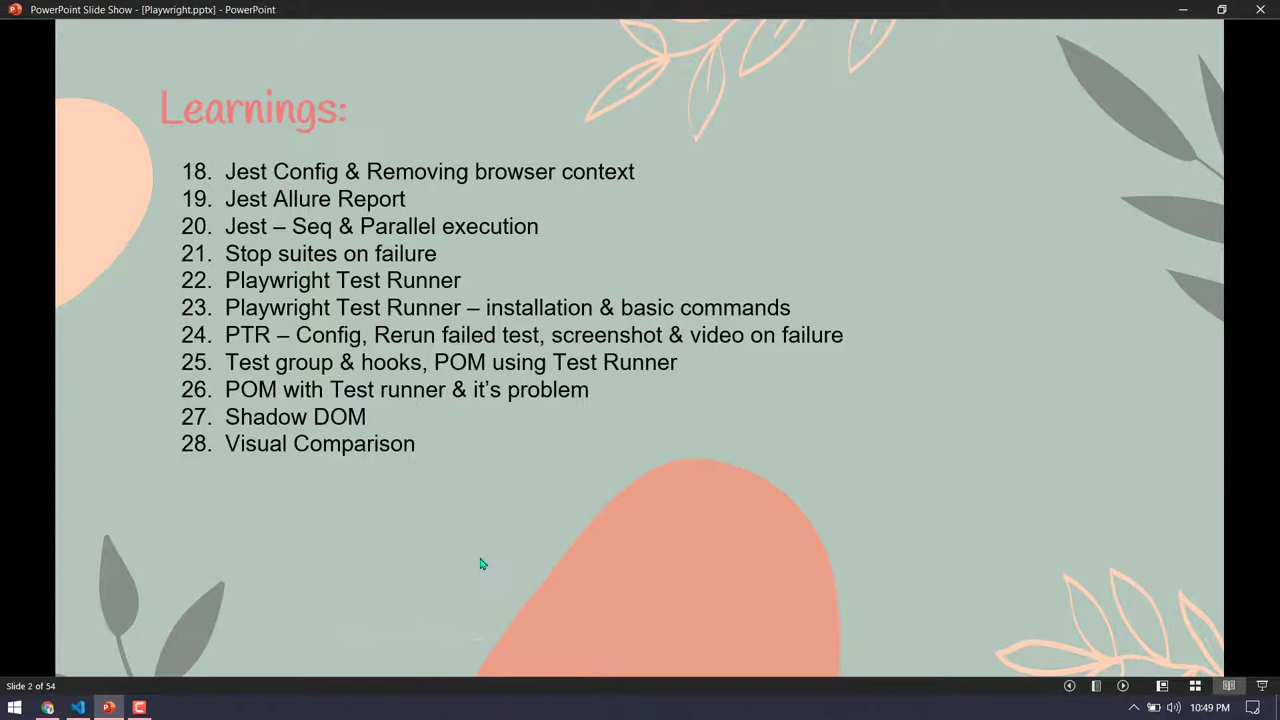 PowerPoint Slide Show - [Playwright.pptx] - PowerPoint
Learnings:
18. Jest Config & Removing browser context
19. Jest Allure Report
20. Jest – Seq & Parallel execution
21. Stop suites on failure
22. Playwright Test Runner
23. Playwright Test Runner – installation & basic commands
24. PTR – Config, Rerun failed test, screenshot & video on failure
25. Test group & hooks, POM using Test Runner
26. POM with Test runner & it’s problem
27. Shadow DOM
28. Visual Comparison
Slide 2 of 54
10:49 PM